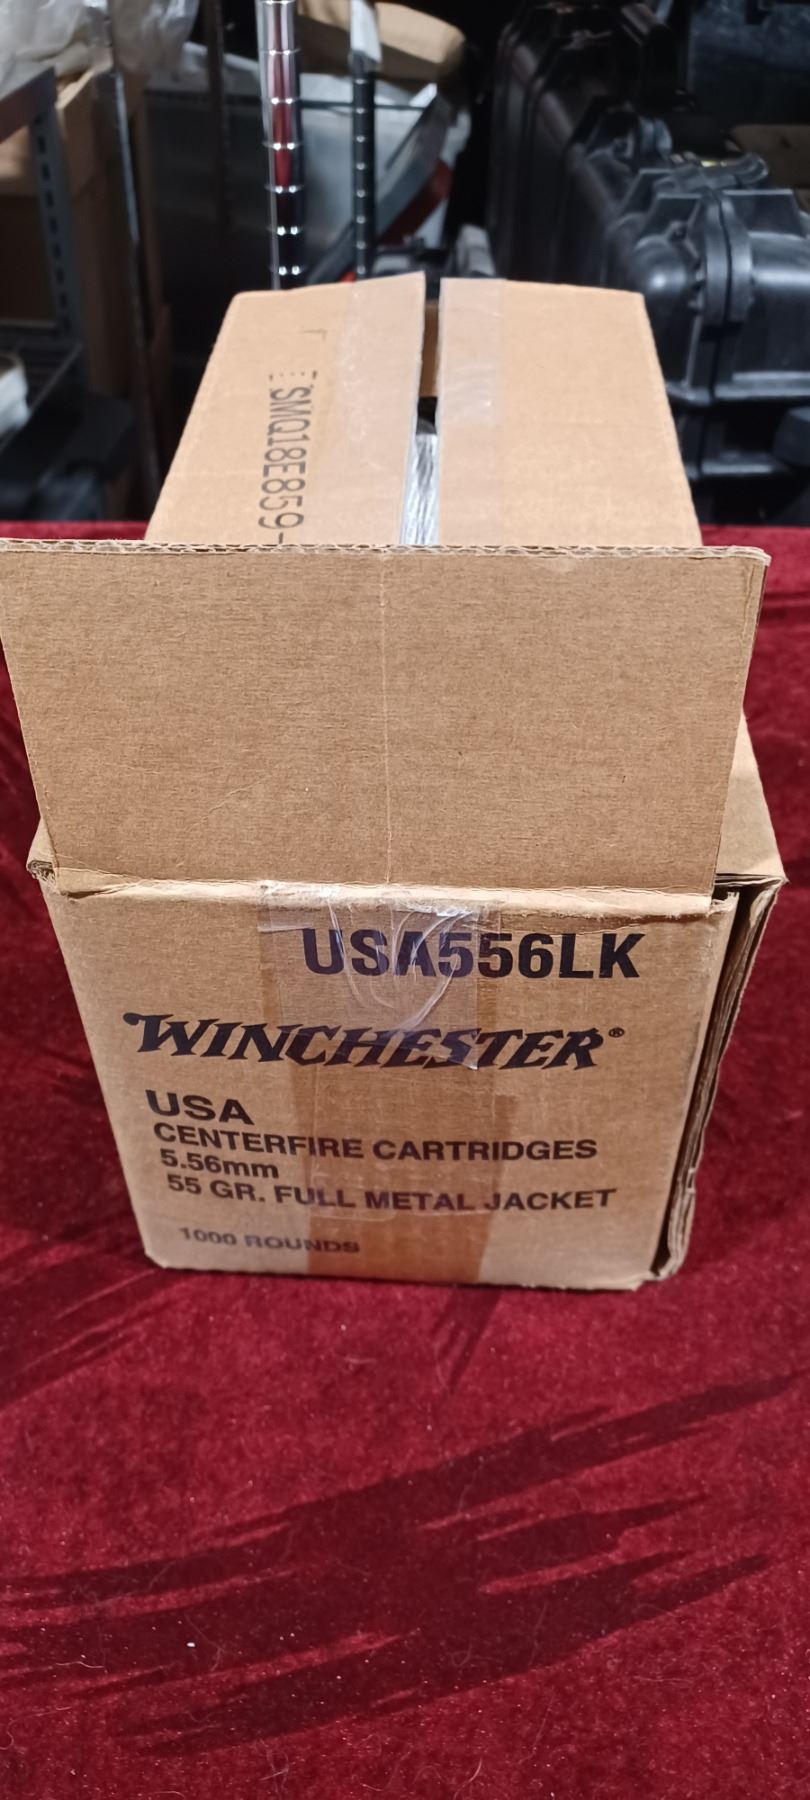 SMQ18E859-
USA556LK
WINCHESTER®
USA
CENTERFIRE CARTRIDGES
5.56mm
55 GR. FULL METAL JACKET
1000 ROUNDS